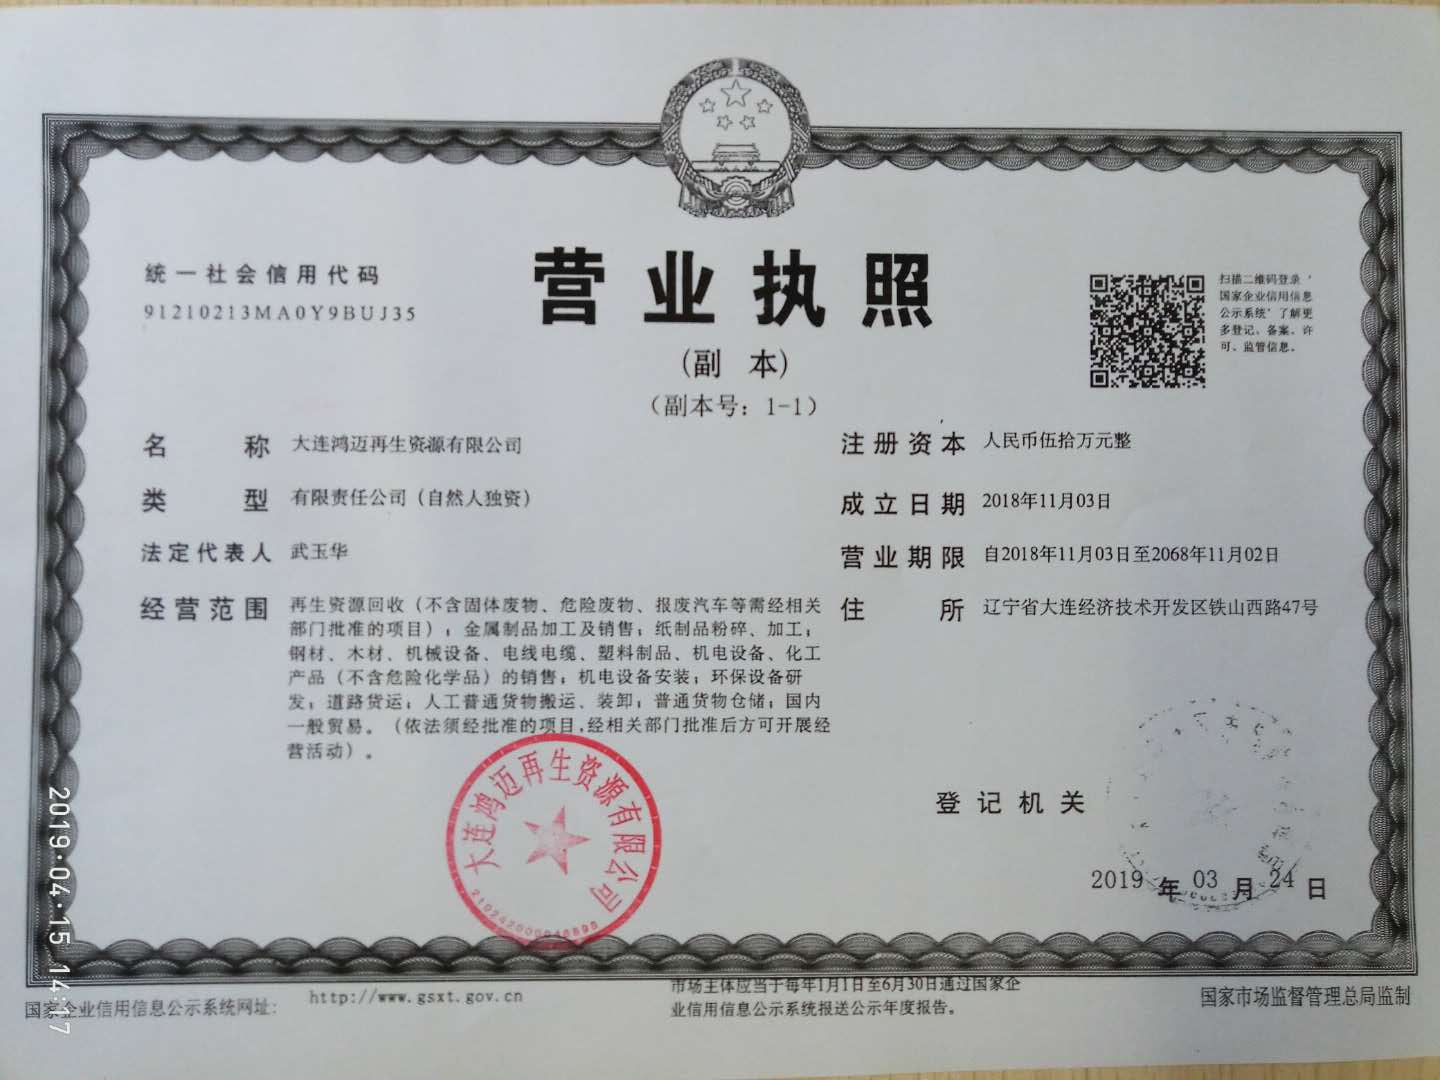 营业执照
(副 本)
（副本号：1-1）
统一社会信用代码
91210213MA0Y9BUJ35
扫描二维码登录‘
国家企业信用信息
公示系统’了解更
多登记、备案、许
可、监管信息。
名 称 大连鸿迈再生资源有限公司
类 型 有限责任公司（自然人独资）
法定代表人 武玉华
经营范围 再生资源回收（不含固体废物、危险废物、报废汽车等需经相关
部门批准的项目）；金属制品加工及销售；纸制品粉碎、加工；
钢材、木材、机械设备、电线电缆、塑料制品、机电设备、化工
产品（不含危险化学品）的销售；机电设备安装；环保设备研
发；道路货运；人工普通货物搬运、装卸；普通货物仓储；国内
一般贸易。（依法须经批准的项目,经相关部门批准后方可开展经
营活动）。
注册资本 人民币伍拾万元整
成立日期 2018年11月03日
营业期限 自2018年11月03日至2068年11月02日
住 所 辽宁省大连经济技术开发区铁山西路47号
大连鸿迈再生资源有限公司
登记机关
2019 年 03 月 24 日
国家企业信用信息公示系统网址：
http://www.gsxt.gov.cn
市场主体应当于每年1月1日至6月30日通过国家企
业信用信息公示系统报送公示年度报告。
国家市场监督管理总局监制
2019·04·15 14:17